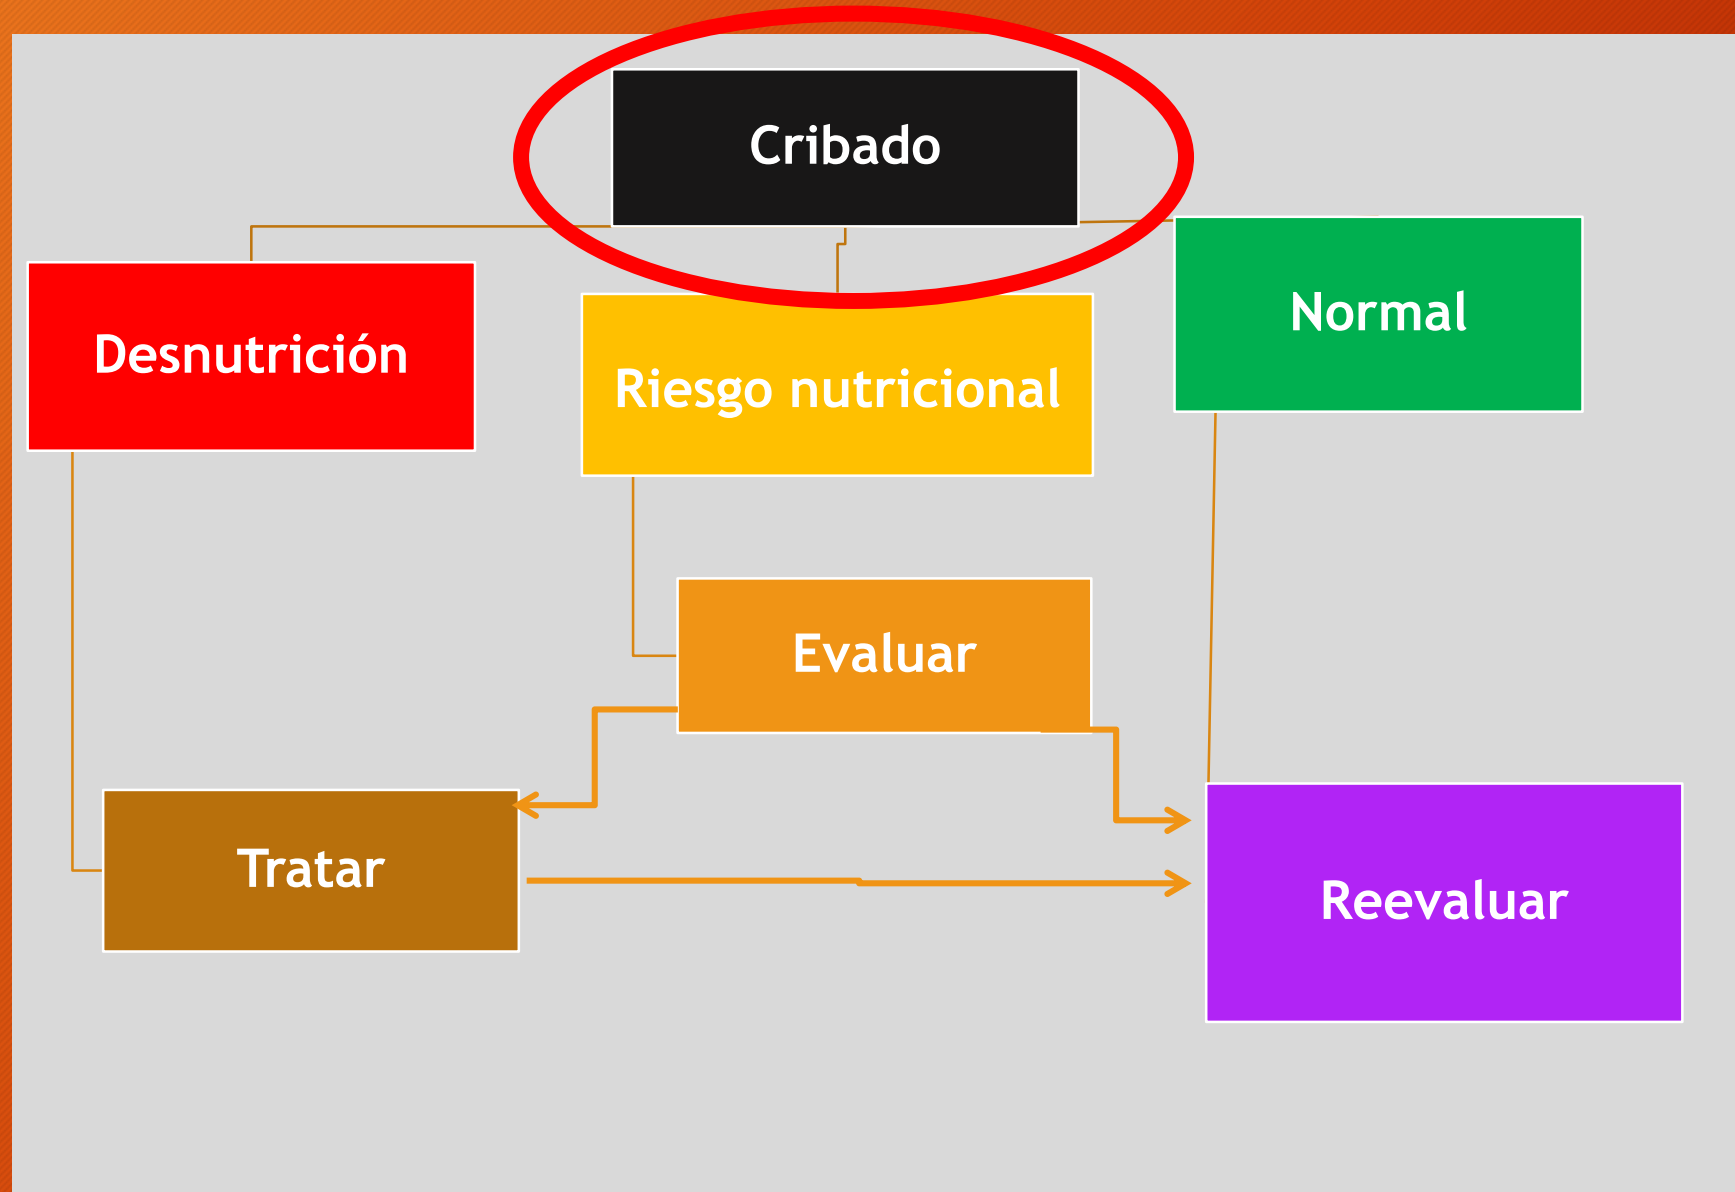 Cribado
Desnutrición
Riesgo nutricional
Normal
Evaluar
Tratar
Reevaluar